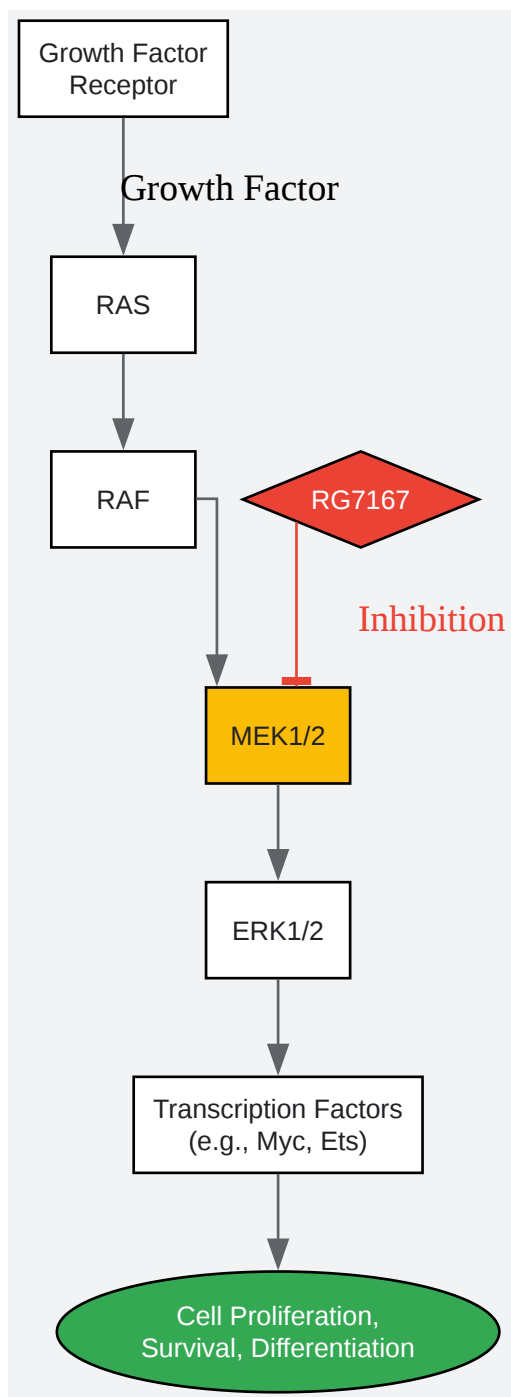 Growth Factor
Receptor
Growth Factor
RAS
RAF
RG7167
Inhibition
MEK1/2
ERK1/2
Transcription Factors
(e.g., Myc, Ets)
Cell Proliferation,
Survival, Differentiation